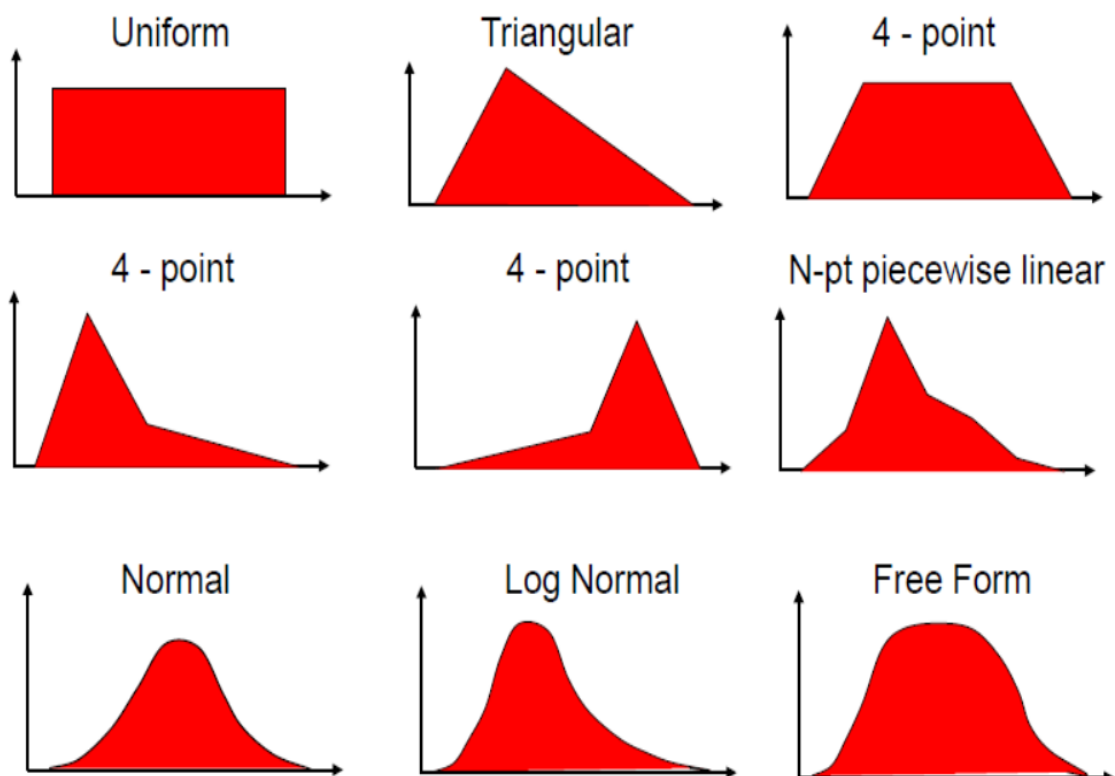 Uniform
Triangular
4 - point
4 - point
4 - point
N-pt piecewise linear
Normal
Log Normal
Free Form